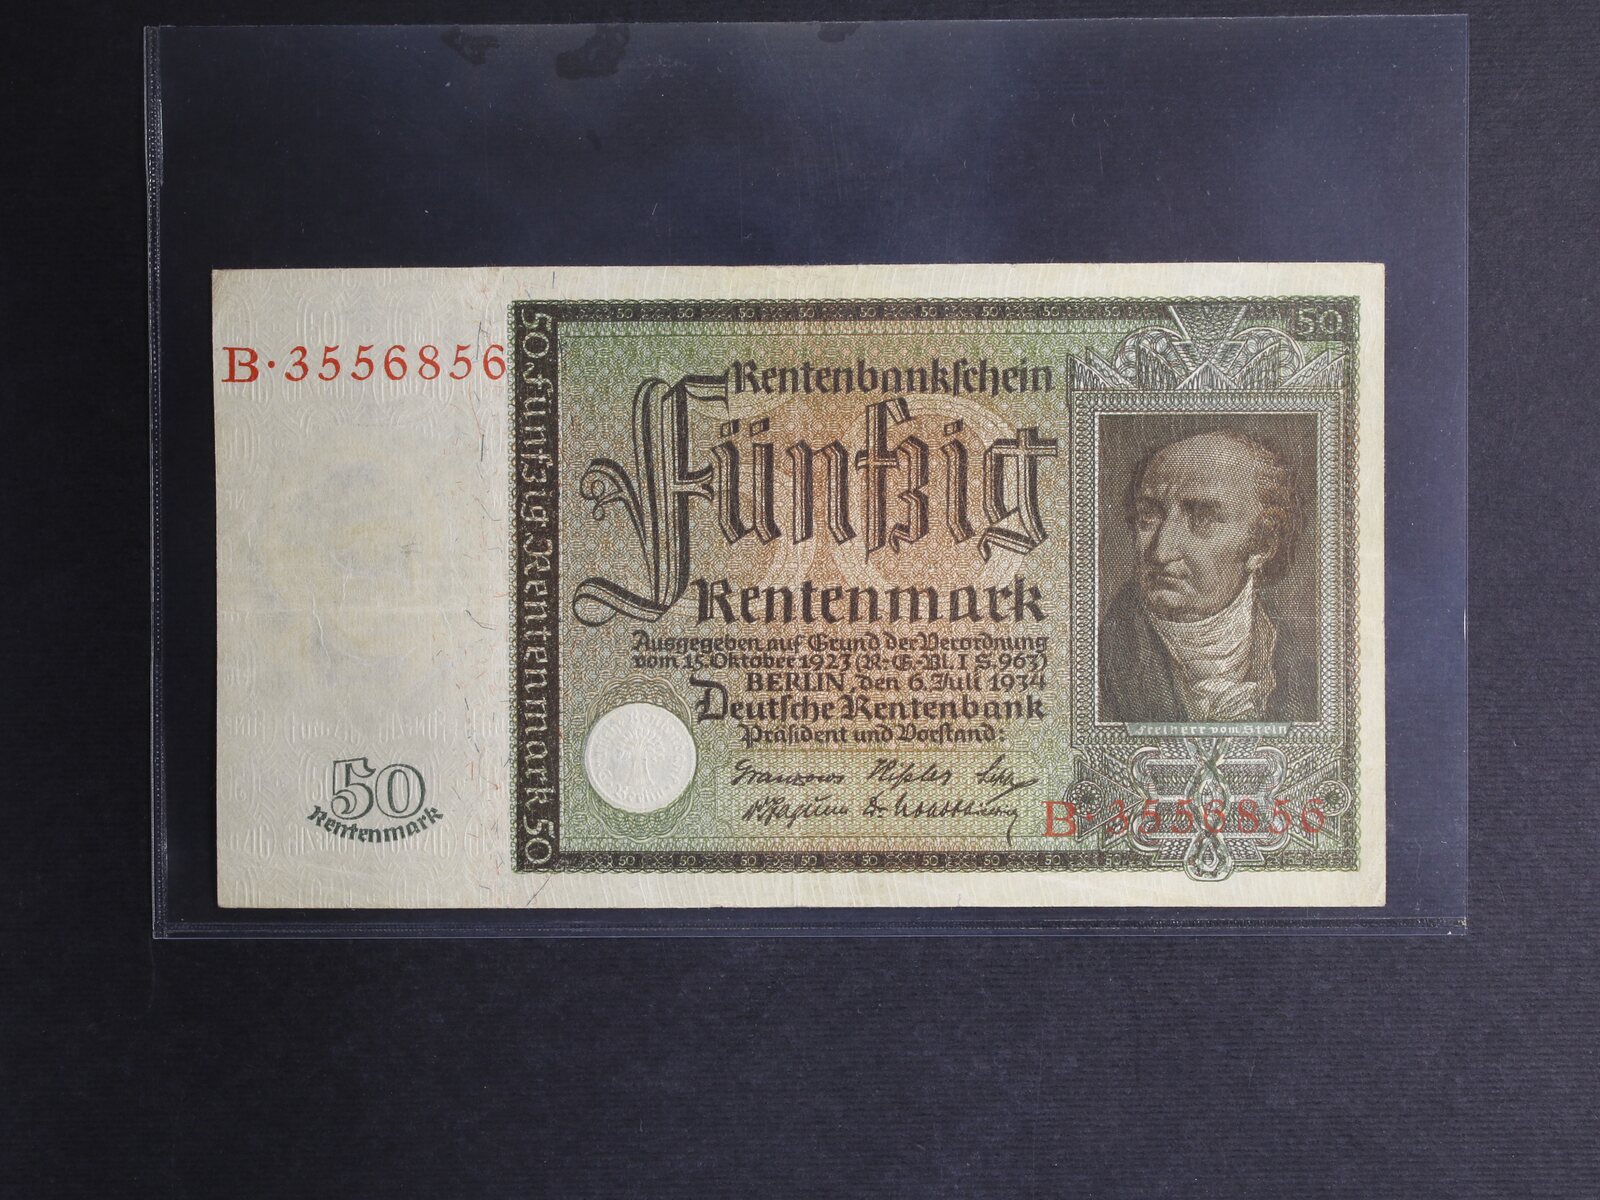 B·3556856
50
Rentenmark
50·Fünfzig Rentenmark·50
50
Rentenbankschein
Fünfzig
Rentenmark
Ausgegeben auf Grund der Verordnung
vom 15. Oktober 1923 (R.-G.-Bl. I S. 963)
BERLIN, den 6. Juli 1934
Deutsche Rentenbank
Präsident und Vorstand:
Freiherr vom Stein
B·3556856